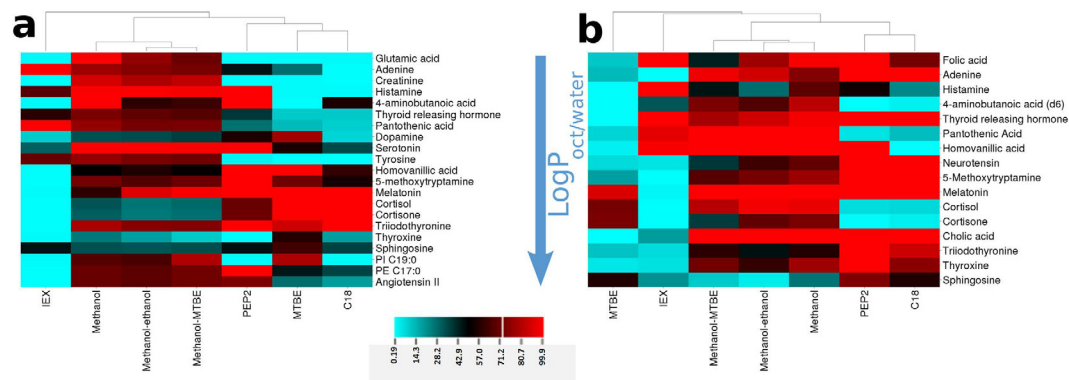 a
Glutamic acid
Adenine
Creatinine
Histamine
4-aminobutanoic acid
Thyroid releasing hormone
Pantothenic acid
Dopamine
Serotonin
Tyrosine
Homovanillic acid
5-methoxytryptamine
Melatonin
Cortisol
Cortisone
Triiodothyronine
Thyroxine
Sphingosine
PI C19:0
PE C17:0
Angiotensin II
IEX
Methanol
Methanol-ethanol
Methanol-MTBE
PEP2
MTBE
C18
LogP oct/water
0.19
14.3
28.2
42.9
57.0
71.2
80.7
99.9
b
Folic acid
Adenine
Histamine
4-aminobutanoic acid (d6)
Thyroid releasing hormone
Pantothenic Acid
Homovanillic acid
Neurotensin
5-Methoxytryptamine
Melatonin
Cortisol
Cortisone
Cholic acid
Triiodothyronine
Thyroxine
Sphingosine
MTBE
IEX
Methanol-MTBE
Methanol-ethanol
Methanol
PEP2
C18